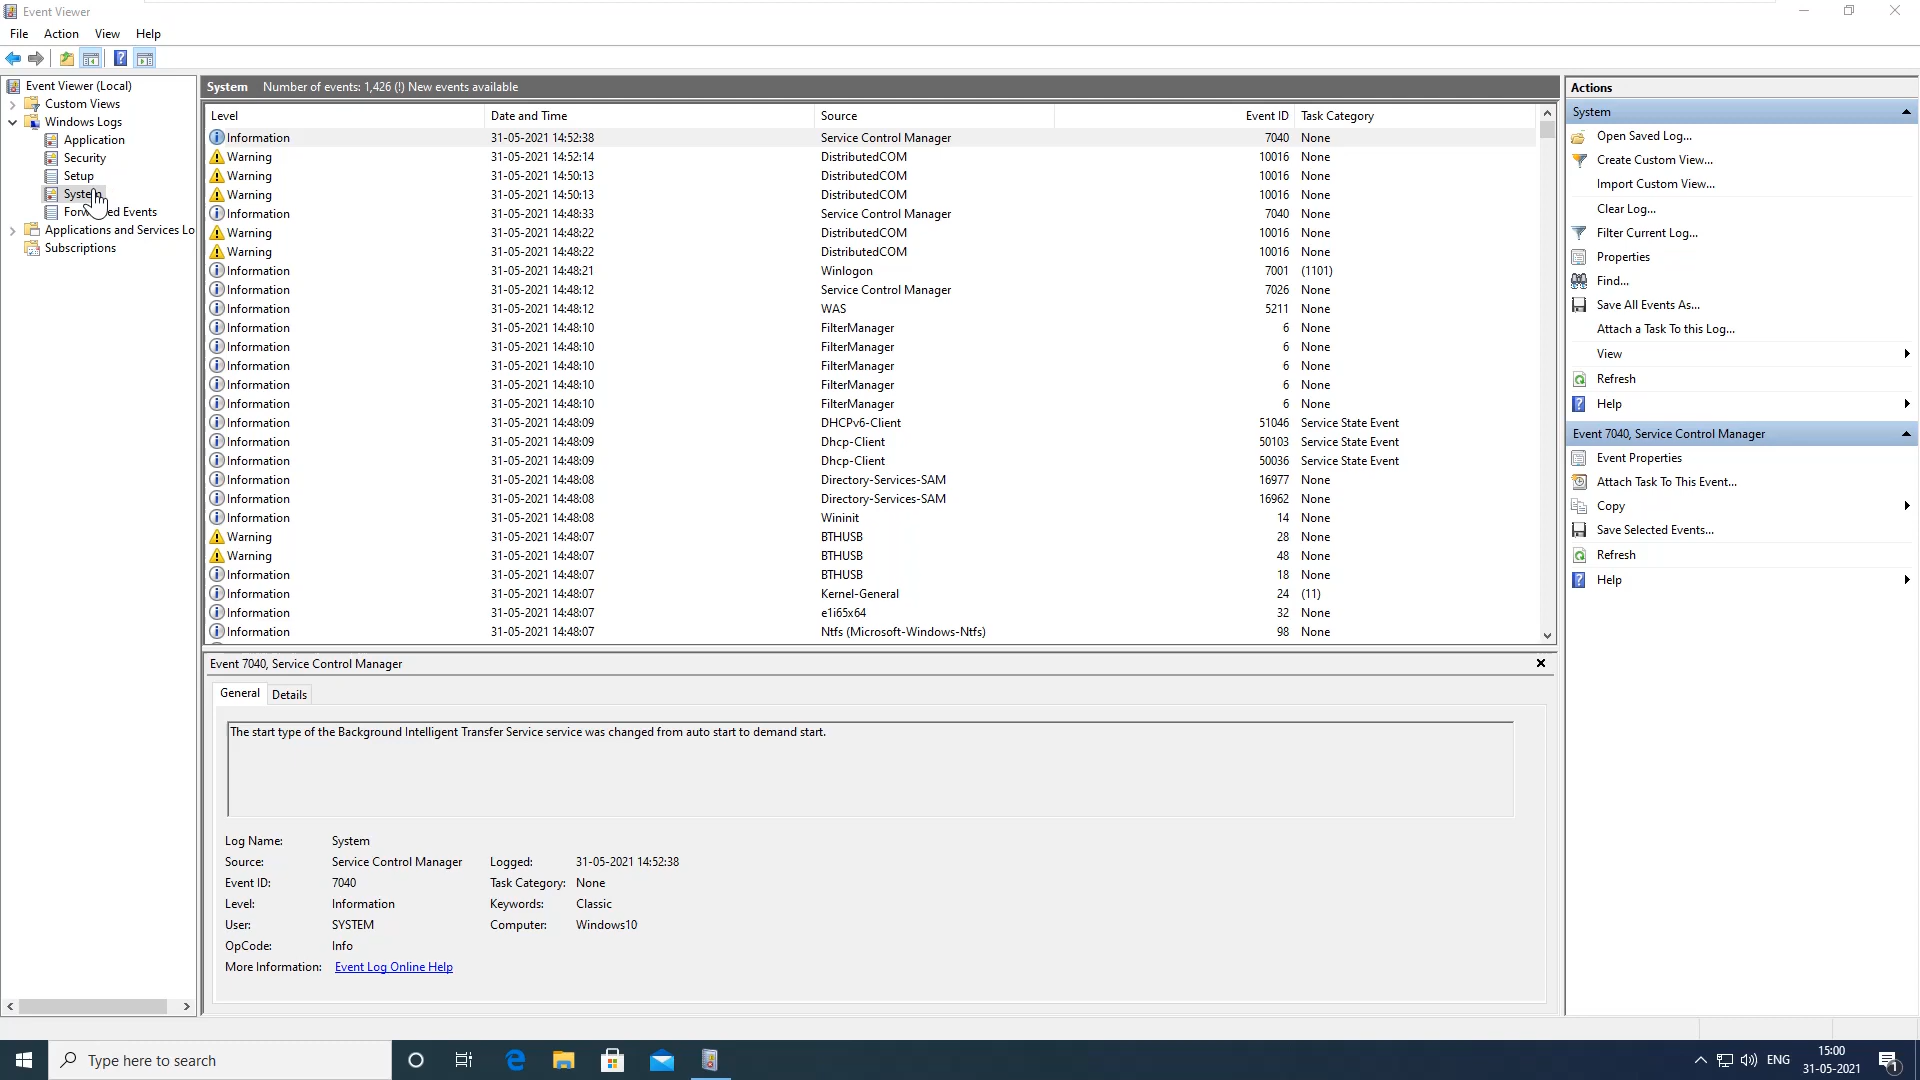 Event Viewer
File Action View Help
Event Viewer (Local)
Custom Views
Windows Logs
Application
Security
Setup
System
Forwarded Events
Applications and Services Lo
Subscriptions
System Number of events: 1,426 (!) New events available
Level Date and Time Source Event ID Task Category
Information 31-05-2021 14:52:38 Service Control Manager 7040 None
Warning 31-05-2021 14:52:14 DistributedCOM 10016 None
Warning 31-05-2021 14:50:13 DistributedCOM 10016 None
Warning 31-05-2021 14:50:13 DistributedCOM 10016 None
Information 31-05-2021 14:48:33 Service Control Manager 7040 None
Warning 31-05-2021 14:48:22 DistributedCOM 10016 None
Warning 31-05-2021 14:48:22 DistributedCOM 10016 None
Information 31-05-2021 14:48:21 Winlogon 7001 (1101)
Information 31-05-2021 14:48:12 Service Control Manager 7026 None
Information 31-05-2021 14:48:12 WAS 5211 None
Information 31-05-2021 14:48:10 FilterManager 6 None
Information 31-05-2021 14:48:10 FilterManager 6 None
Information 31-05-2021 14:48:10 FilterManager 6 None
Information 31-05-2021 14:48:10 FilterManager 6 None
Information 31-05-2021 14:48:10 FilterManager 6 None
Information 31-05-2021 14:48:09 DHCPv6-Client 51046 Service State Event
Information 31-05-2021 14:48:09 Dhcp-Client 50103 Service State Event
Information 31-05-2021 14:48:09 Dhcp-Client 50036 Service State Event
Information 31-05-2021 14:48:08 Directory-Services-SAM 16977 None
Information 31-05-2021 14:48:08 Directory-Services-SAM 16962 None
Information 31-05-2021 14:48:08 Wininit 14 None
Warning 31-05-2021 14:48:07 BTHUSB 28 None
Warning 31-05-2021 14:48:07 BTHUSB 48 None
Information 31-05-2021 14:48:07 BTHUSB 18 None
Information 31-05-2021 14:48:07 Kernel-General 24 (11)
Information 31-05-2021 14:48:07 e1i65x64 32 None
Information 31-05-2021 14:48:07 Ntfs (Microsoft-Windows-Ntfs) 98 None
Event 7040, Service Control Manager
General Details
The start type of the Background Intelligent Transfer Service service was changed from auto start to demand start.
Log Name: System
Source: Service Control Manager Logged: 31-05-2021 14:52:38
Event ID: 7040 Task Category: None
Level: Information Keywords: Classic
User: SYSTEM Computer: Windows10
OpCode: Info
More Information: Event Log Online Help
Actions
System
Open Saved Log...
Create Custom View...
Import Custom View...
Clear Log...
Filter Current Log...
Properties
Find...
Save All Events As...
Attach a Task To this Log...
View
Refresh
Help
Event 7040, Service Control Manager
Event Properties
Attach Task To This Event...
Copy
Save Selected Events...
Refresh
Help
Type here to search
ENG
15:00
31-05-2021
1